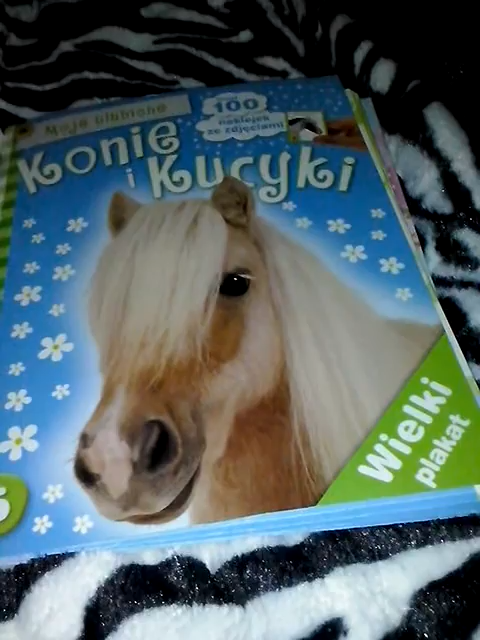 Moje ulubione
100
naklejek
ze zdjęciami
Konie
i Kucyki
Wielki
plakat